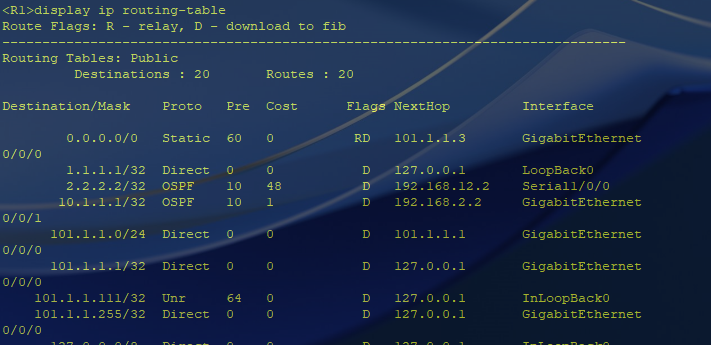 <R1>display ip routing-table
Route Flags: R - relay, D - download to fib
------------------------------------------------------------------------------
Routing Tables: Public
         Destinations : 20       Routes : 20

Destination/Mask    Proto   Pre  Cost      Flags NextHop         Interface

        0.0.0.0/0   Static  60   0          RD   101.1.1.3       GigabitEthernet
0/0/0
        1.1.1.1/32  Direct  0    0           D   127.0.0.1       LoopBack0
        2.2.2.2/32  OSPF    10   48          D   192.168.12.2    Serial1/0/0
       10.1.1.1/32  OSPF    10   1           D   192.168.2.2     GigabitEthernet
0/0/1
      101.1.1.0/24  Direct  0    0           D   101.1.1.1       GigabitEthernet
0/0/0
      101.1.1.1/32  Direct  0    0           D   127.0.0.1       GigabitEthernet
0/0/0
    101.1.1.111/32  Unr     64   0           D   127.0.0.1       InLoopBack0
    101.1.1.255/32  Direct  0    0           D   127.0.0.1       GigabitEthernet
0/0/0